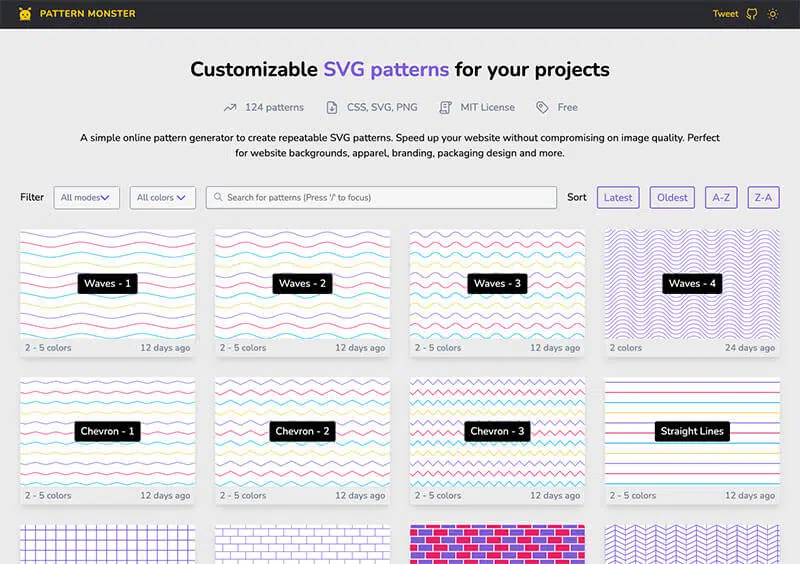 PATTERN MONSTER
Tweet
Customizable SVG patterns for your projects
124 patterns CSS, SVG, PNG MIT License Free
A simple online pattern generator to create repeatable SVG patterns. Speed up your website without compromising on image quality. Perfect
for website backgrounds, apparel, branding, packaging design and more.
Filter All modes All colors Search for patterns (Press '/' to focus) Sort Latest Oldest A-Z Z-A
Waves - 1 Waves - 2 Waves - 3 Waves - 4
2 - 5 colors 12 days ago 2 - 5 colors 12 days ago 2 - 5 colors 12 days ago 2 colors 24 days ago
Chevron - 1 Chevron - 2 Chevron - 3 Straight Lines
2 - 5 colors 12 days ago 2 - 5 colors 12 days ago 2 - 5 colors 12 days ago 2 - 5 colors 12 days ago